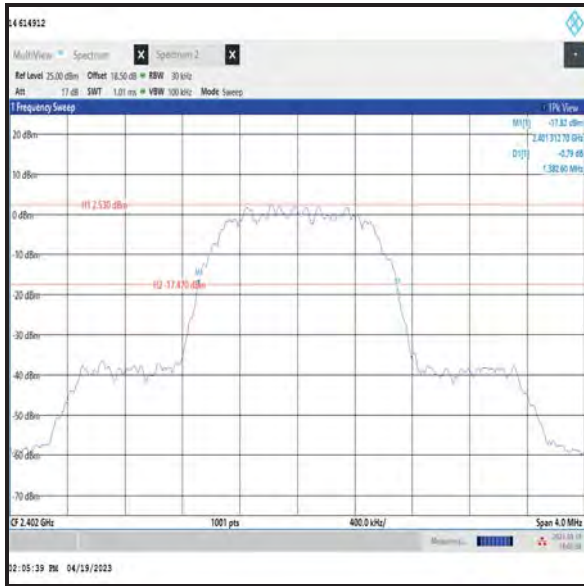 14 614912
MultiView Spectrum X Spectrum 2 X
Ref Level 25.00 dBm Offset 18.50 dB RBW 30 kHz
Att 17 dB SWT 1.01 ms VBW 100 kHz Mode Sweep
1 Frequency Sweep 1Pk View
M1[1] -17.82 dBm
2.401 312 70 GHz
D1[1] -0.79 dB
1.382 60 MHz
20 dBm
10 dBm
H1 2.530 dBm
0 dBm
-10 dBm
M1
H2 -17.470 dBm
-20 dBm
-30 dBm
-40 dBm
-50 dBm
-60 dBm
-70 dBm
CF 2.402 GHz 1001 pts 400.0 kHz/ Span 4.0 MHz
Measuring...
02:05:39 PM 04/19/2023